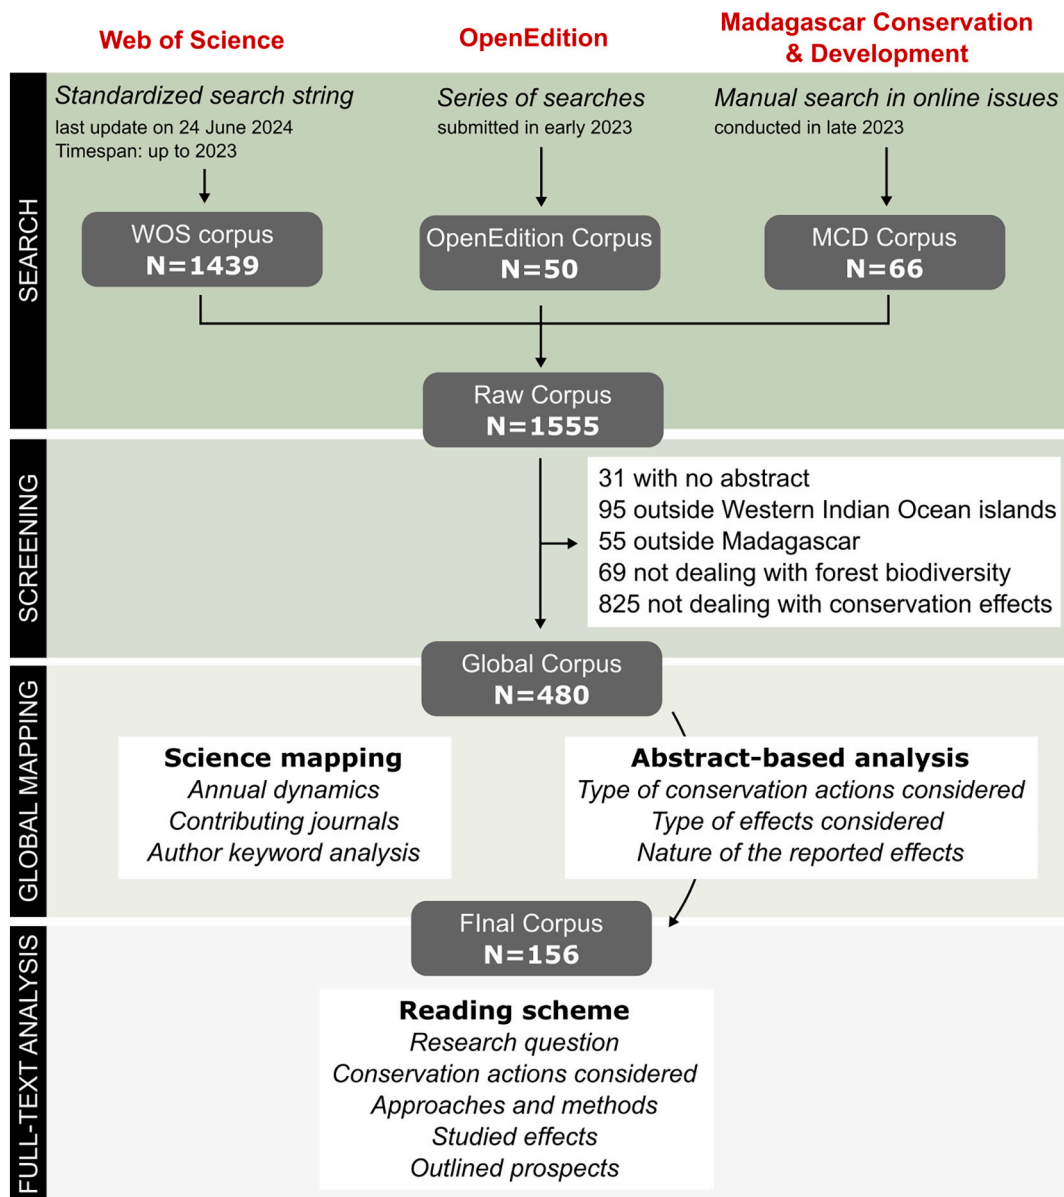 Web of Science
OpenEdition
Madagascar Conservation
& Development
SEARCH
Standardized search string
last update on 24 June 2024
Timespan: up to 2023
Series of searches
submitted in early 2023
Manual search in online issues
conducted in late 2023
WOS corpus
N=1439
OpenEdition Corpus
N=50
MCD Corpus
N=66
Raw Corpus
N=1555
SCREENING
31 with no abstract
95 outside Western Indian Ocean islands
55 outside Madagascar
69 not dealing with forest biodiversity
825 not dealing with conservation effects
Global Corpus
N=480
GLOBAL MAPPING
Science mapping
Annual dynamics
Contributing journals
Author keyword analysis
Abstract-based analysis
Type of conservation actions considered
Type of effects considered
Nature of the reported effects
FInal Corpus
N=156
FULL-TEXT ANALYSIS
Reading scheme
Research question
Conservation actions considered
Approaches and methods
Studied effects
Outlined prospects